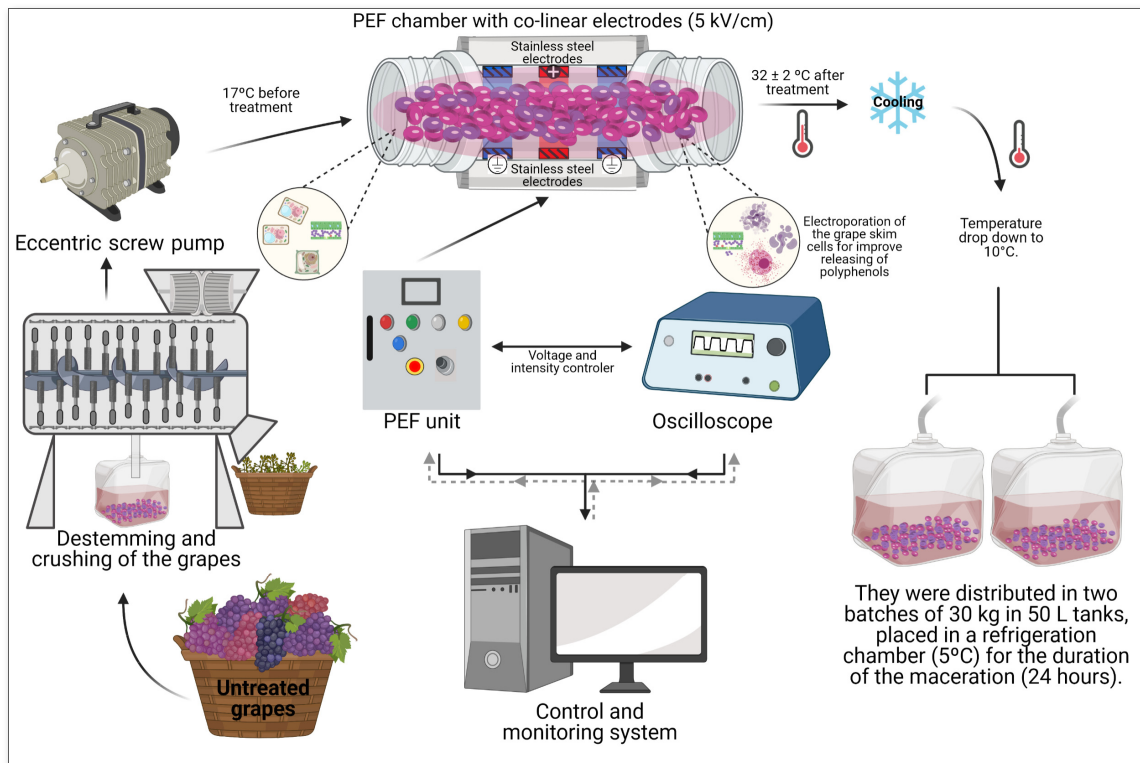 PEF chamber with co-linear electrodes (5 kV/cm)
Stainless steel
electrodes
+
17ºC before
treatment
32 ± 2 ºC after
treatment
Cooling
Stainless steel
electrodes
Eccentric screw pump
Electroporation of
the grape skim
cells for improve
releasing of
polyphenols
Temperature
drop down to
10°C.
Voltage and
intensity controler
PEF unit
Oscilloscope
Destemming and
crushing of the grapes
Untreated
grapes
Control and
monitoring system
They were distributed in two
batches of 30 kg in 50 L tanks,
placed in a refrigeration
chamber (5ºC) for the duration
of the maceration (24 hours).